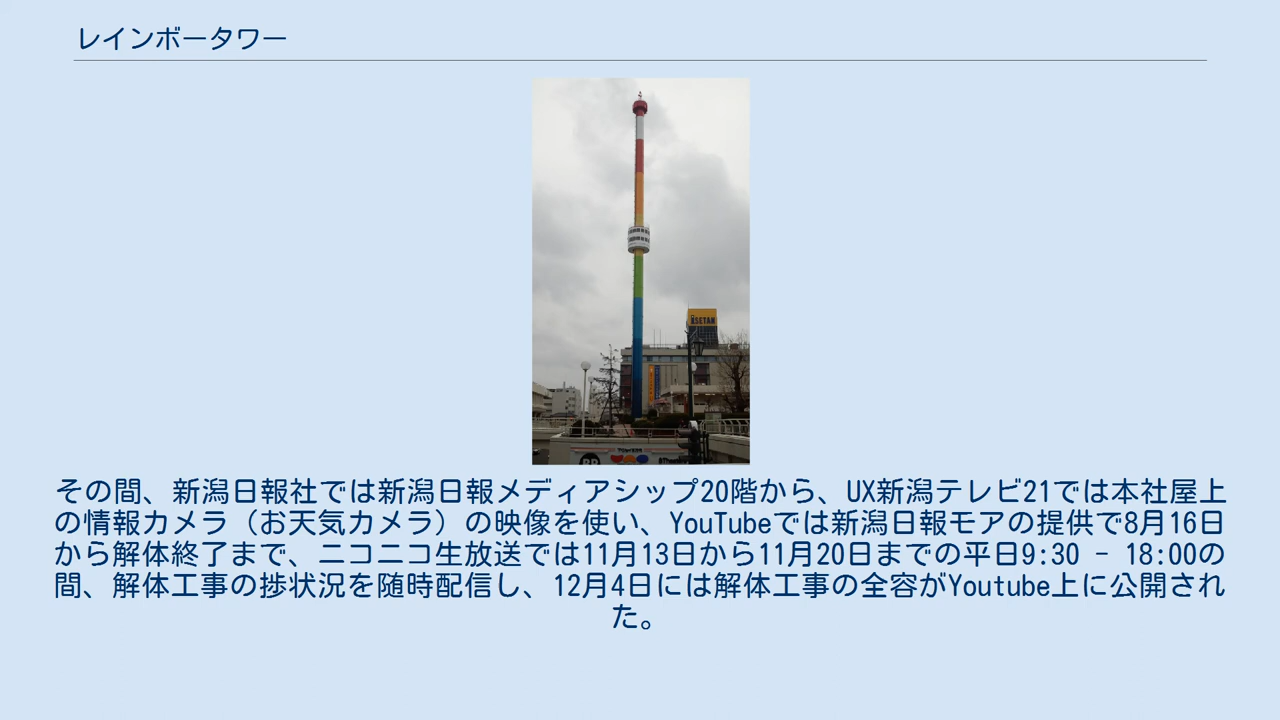 レインボータワー
ISETAN
その間、新潟日報社では新潟日報メディアシップ20階から、UX新潟テレビ21では本社屋上
の情報カメラ（お天気カメラ）の映像を使い、YouTubeでは新潟日報モアの提供で8月16日
から解体終了まで、ニコニコ生放送では11月13日から11月20日までの平日9:30 - 18:00の
間、解体工事の捗状況を随時配信し、12月4日には解体工事の全容がYoutube上に公開され
た。